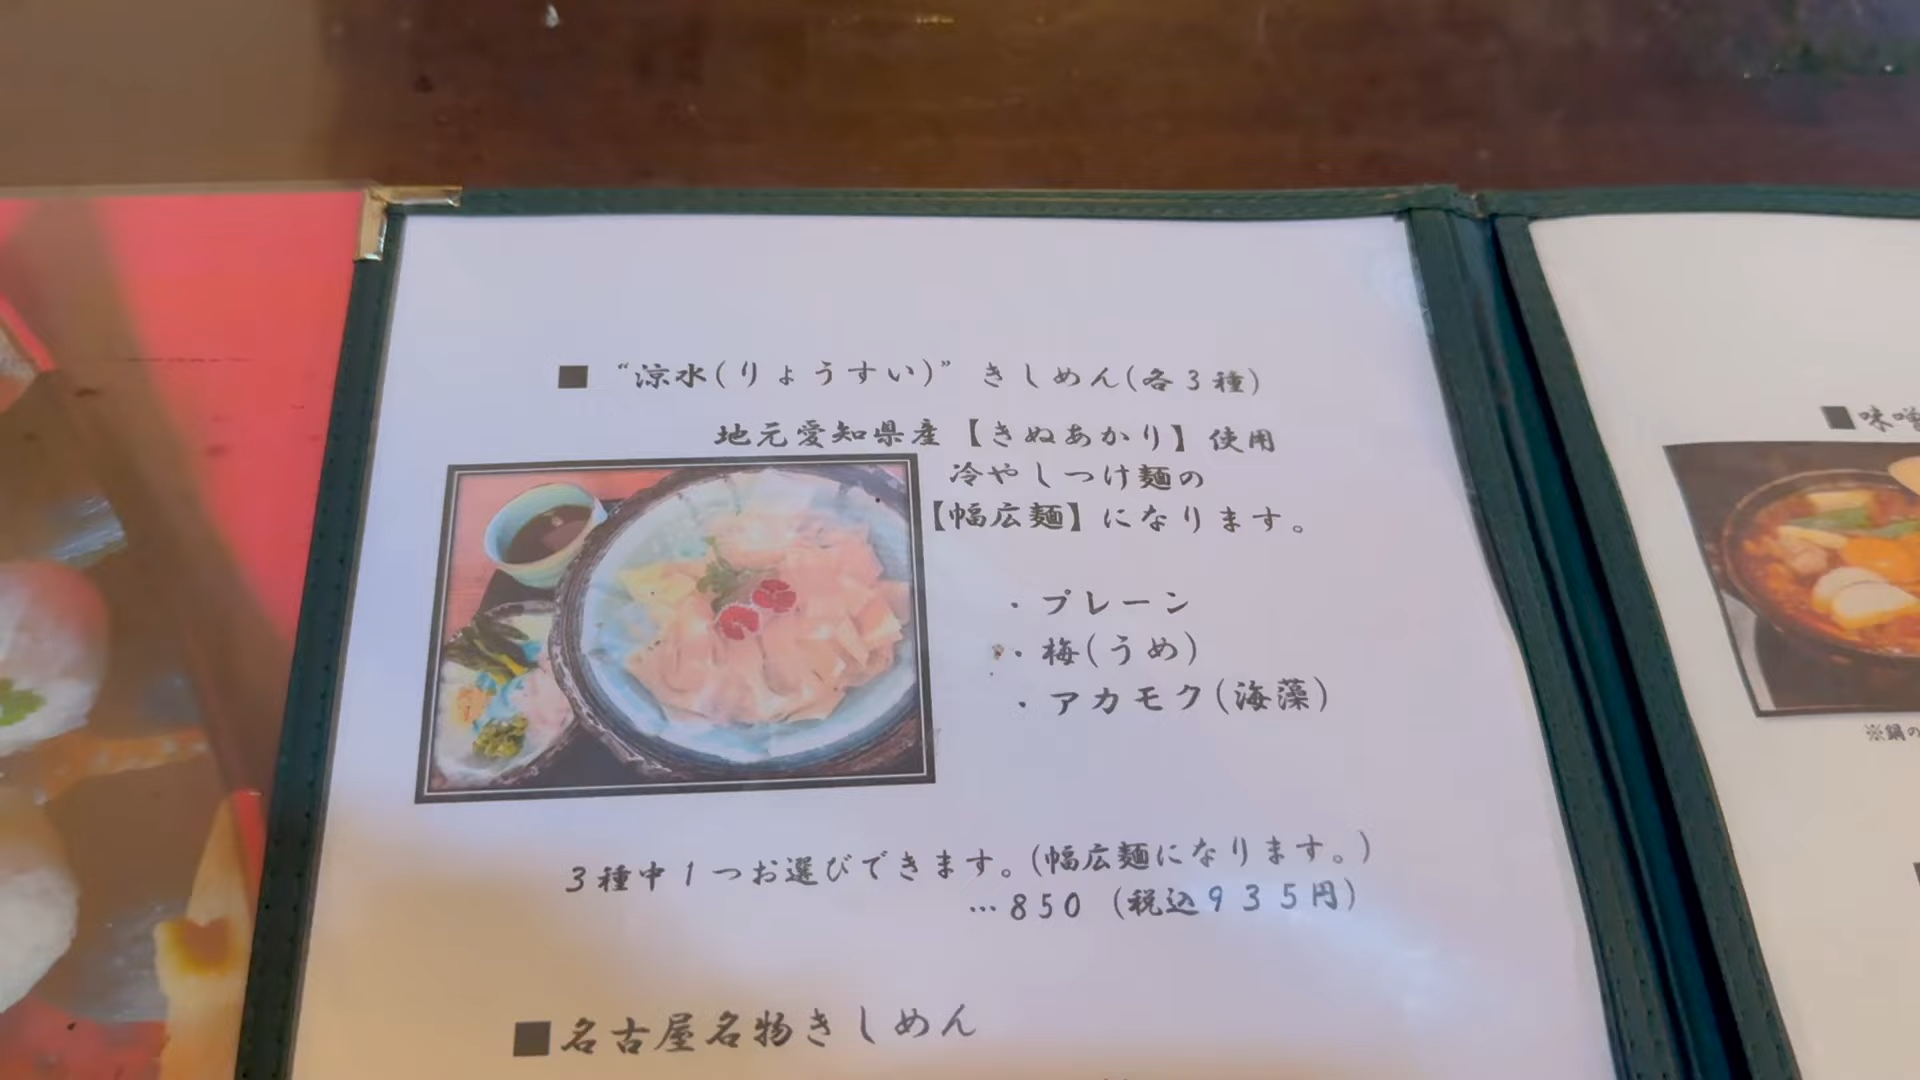 ■ “涼水(りょうすい)” きしめん(各3種)
地元愛知県産【きぬあかり】使用
冷やしつけ麺の
【幅広麺】になります。
・プレーン
・梅(うめ)
・アカモク(海藻)
3種中1つお選びできます。(幅広麺になります。)
…850 (税込935円)
■名古屋名物きしめん
■味噌
※鍋の